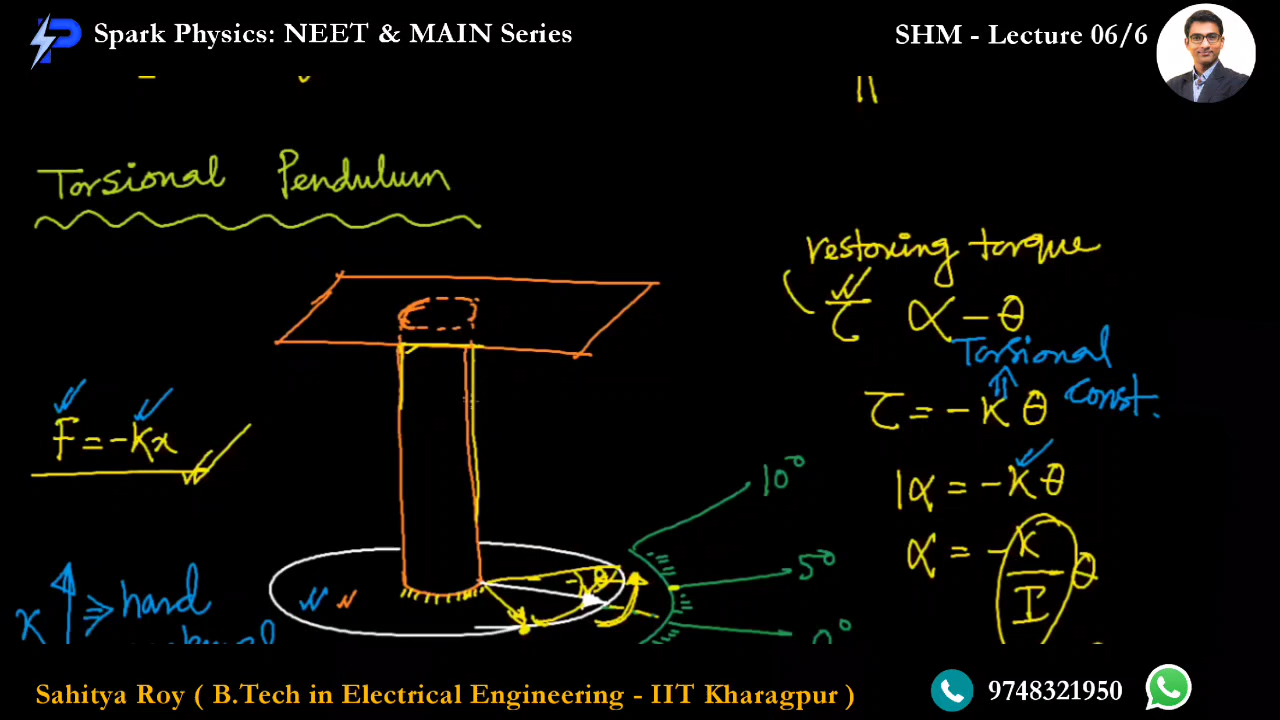 Spark Physics: NEET & MAIN Series
SHM - Lecture 06/6
Torsional Pendulum
restoring torque
τ α - θ
Torsional
const.
τ = - K θ
F = -Kx
Iα = - K θ
α = - K/I θ
10°
5°
0°
θ
K ⇒ hard
Sahitya Roy ( B.Tech in Electrical Engineering - IIT Kharagpur )
9748321950